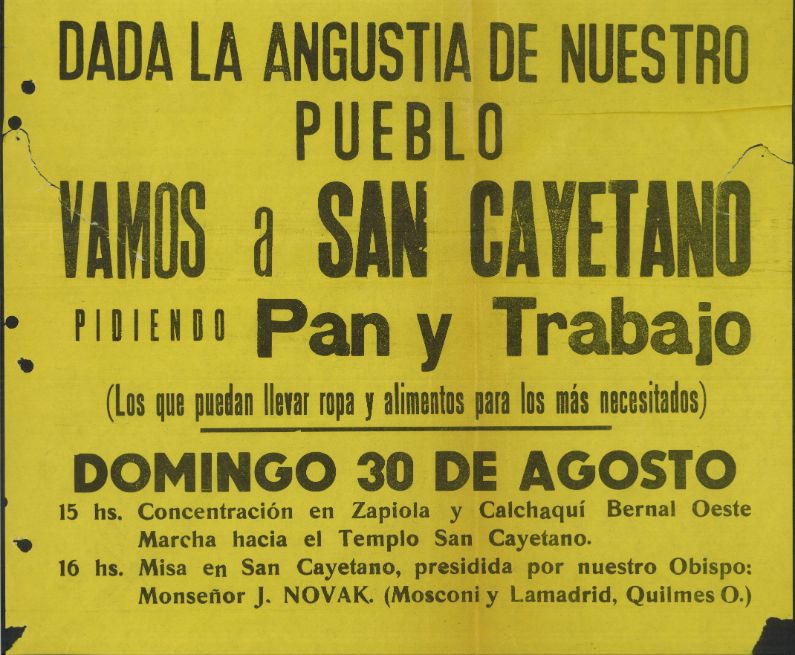 DADA LA ANGUSTIA DE NUESTRO
PUEBLO
VAMOS a SAN CAYETANO
PIDIENDO Pan y Trabajo
(Los que puedan llevar ropa y alimentos para los más necesitados)
DOMINGO 30 DE AGOSTO
15 hs. Concentración en Zapiola y Calchaquí Bernal Oeste
Marcha hacia el Templo San Cayetano.
16 hs. Misa en San Cayetano, presidida por nuestro Obispo:
Monseñor J. NOVAK. (Mosconi y Lamadrid, Quilmes O.)